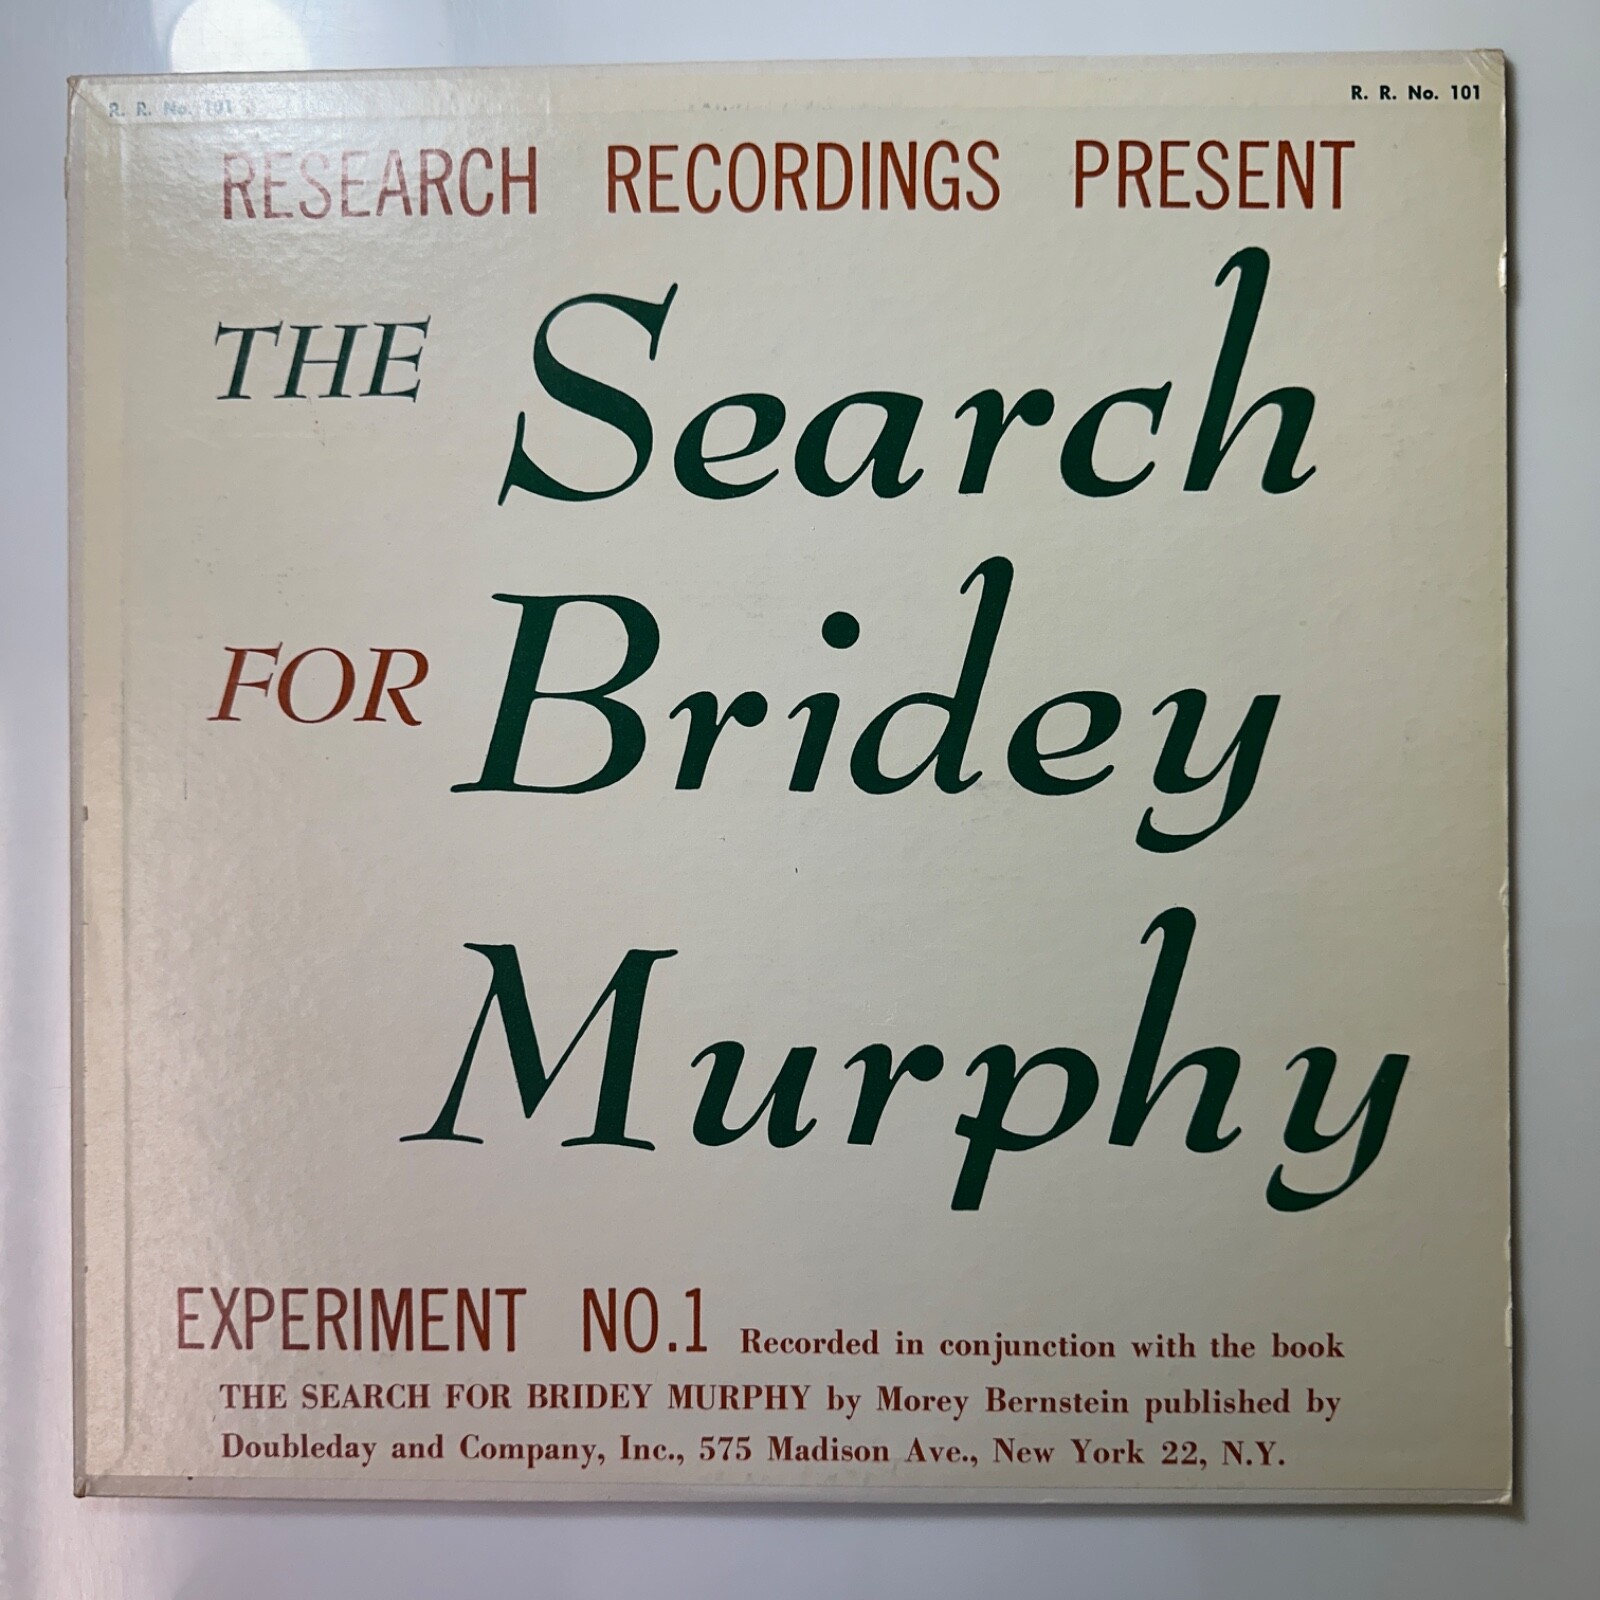 R. R. No. 101
R. R. No. 101
RESEARCH RECORDINGS PRESENT
THE Search
FOR Bridey
Murphy
EXPERIMENT NO.1 Recorded in conjunction with the book
THE SEARCH FOR BRIDEY MURPHY by Morey Bernstein published by
Doubleday and Company, Inc., 575 Madison Ave., New York 22, N.Y.